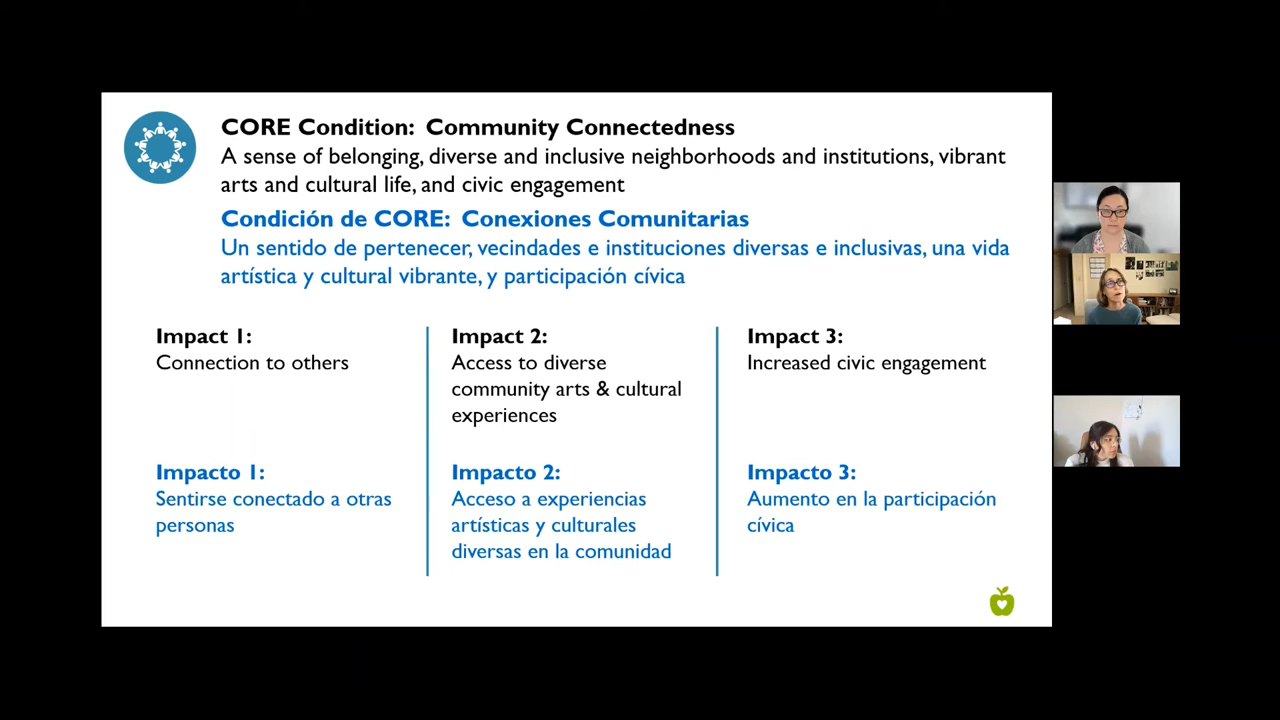 CORE Condition: Community Connectedness
A sense of belonging, diverse and inclusive neighborhoods and institutions, vibrant
arts and cultural life, and civic engagement
Condición de CORE: Conexiones Comunitarias
Un sentido de pertenecer, vecindades e instituciones diversas e inclusivas, una vida
artística y cultural vibrante, y participación cívica
Impact 1:
Connection to others
Impact 2:
Access to diverse
community arts & cultural
experiences
Impact 3:
Increased civic engagement
Impacto 1:
Sentirse conectado a otras
personas
Impacto 2:
Acceso a experiencias
artísticas y culturales
diversas en la comunidad
Impacto 3:
Aumento en la participación
cívica